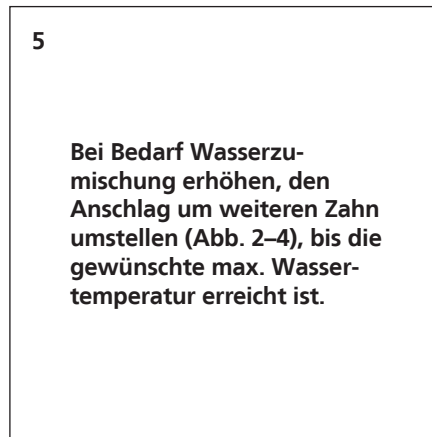 5
Bei Bedarf Wasserzu-
mischung erhöhen, den
Anschlag um weiteren Zahn
umstellen (Abb. 2–4), bis die
gewünschte max. Wasser-
temperatur erreicht ist.